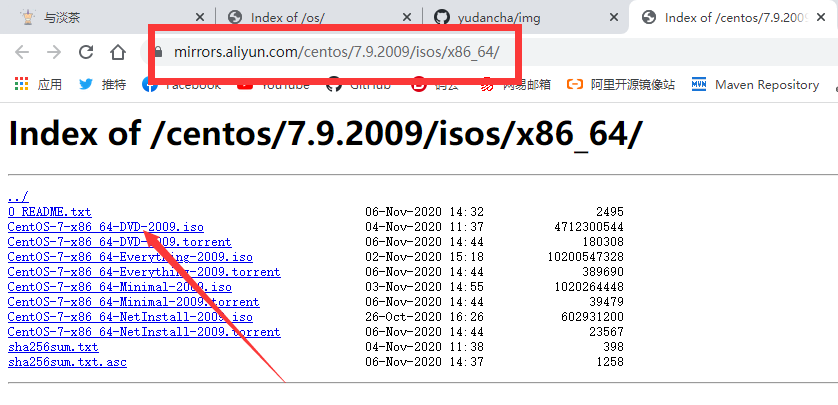 与淡茶
Index of /os/
yudancha/img
Index of /centos/7.9.2009
mirrors.aliyun.com/centos/7.9.2009/isos/x86_64/
应用
推特
Facebook
YouTube
GitHub
码云
网易邮箱
阿里开源镜像站
Maven Repository
Index of /centos/7.9.2009/isos/x86_64/
../
0_README.txt 06-Nov-2020 14:32 2495
CentOS-7-x86_64-DVD-2009.iso 04-Nov-2020 11:37 4712300544
CentOS-7-x86_64-DVD-2009.torrent 06-Nov-2020 14:44 180308
CentOS-7-x86_64-Everything-2009.iso 02-Nov-2020 15:18 10200547328
CentOS-7-x86_64-Everything-2009.torrent 06-Nov-2020 14:44 389690
CentOS-7-x86_64-Minimal-2009.iso 03-Nov-2020 14:55 1020264448
CentOS-7-x86_64-Minimal-2009.torrent 06-Nov-2020 14:44 39479
CentOS-7-x86_64-NetInstall-2009.iso 26-Oct-2020 16:26 602931200
CentOS-7-x86_64-NetInstall-2009.torrent 06-Nov-2020 14:44 23567
sha256sum.txt 04-Nov-2020 11:38 398
sha256sum.txt.asc 06-Nov-2020 14:37 1258